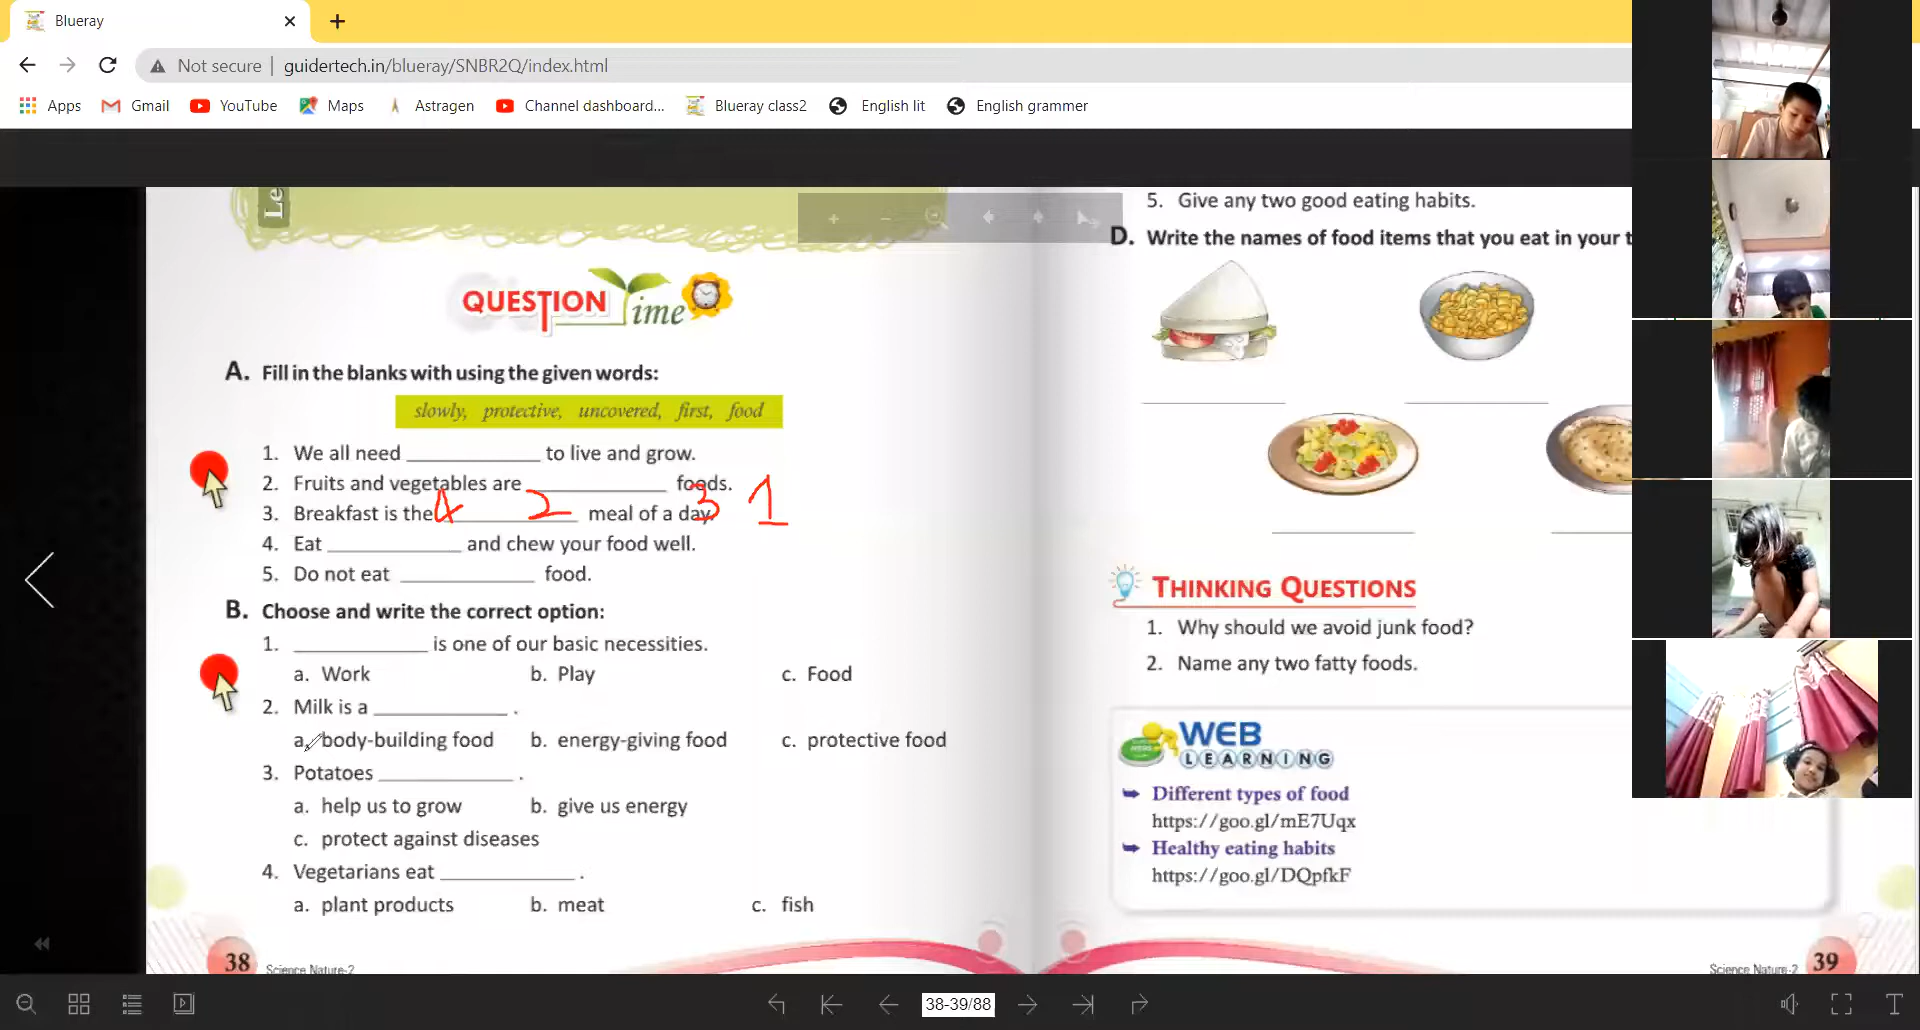 Blueray
Not secure | guidertech.in/blueray/SNBR2Q/index.html
Apps Gmail YouTube Maps Astragen Channel dashboard... Blueray class2 English lit English grammer
Le
QUESTION Time
A. Fill in the blanks with using the given words:
slowly, protective, uncovered, first, food
1. We all need ____________ to live and grow.
2. Fruits and vegetables are ____________ foods.
3. Breakfast is the ____________ meal of a day.
4 2 3 1
4. Eat ____________ and chew your food well.
5. Do not eat ____________ food.
B. Choose and write the correct option:
1. ____________ is one of our basic necessities.
a. Work b. Play c. Food
2. Milk is a ____________ .
a. body-building food b. energy-giving food c. protective food
3. Potatoes ____________ .
a. help us to grow b. give us energy
c. protect against diseases
4. Vegetarians eat ____________ .
a. plant products b. meat c. fish
38 Science Nature-2
5. Give any two good eating habits.
D. Write the names of food items that you eat in your t
THINKING QUESTIONS
1. Why should we avoid junk food?
2. Name any two fatty foods.
WEB
LEARNING
Different types of food
https://goo.gl/mE7Uqx
Healthy eating habits
https://goo.gl/DQpfkF
Science Nature-2 39
38-39/88